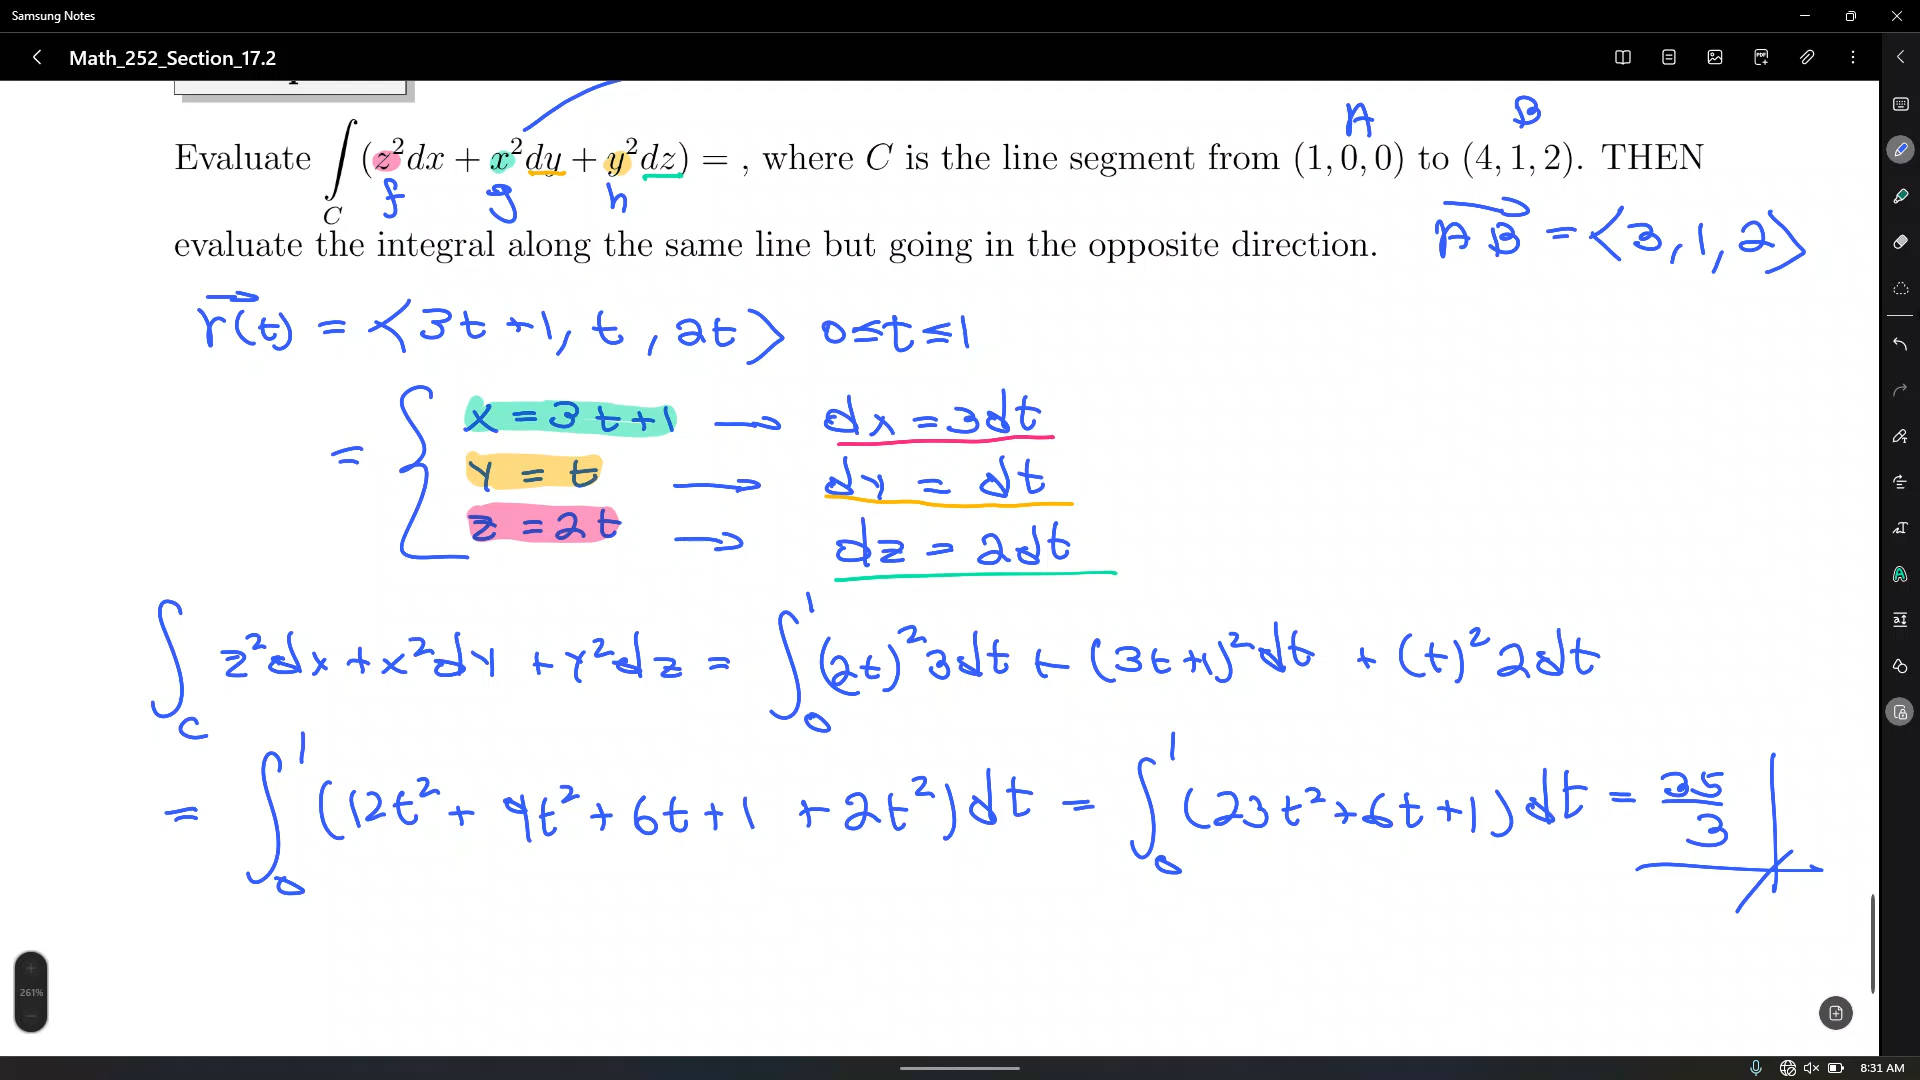 Samsung Notes
Math_252_Section_17.2
A B
Evaluate ∫_C (z²dx + x²dy + y²dz) = , where C is the line segment from (1, 0, 0) to (4, 1, 2). THEN
f g h
evaluate the integral along the same line but going in the opposite direction.
AB = <3, 1, 2>
r(t) = <3t+1, t, 2t> 0≤t≤1
= { x = 3t+1 → dx = 3dt
y = t → dy = dt
z = 2t → dz = 2dt
∫_C z²dx + x²dy + y²dz = ∫_0^1 (2t)² 3dt + (3t+1)² dt + (t)² 2dt
= ∫_0^1 (12t² + 9t² + 6t + 1 + 2t²) dt = ∫_0^1 (23t² + 6t + 1) dt = 35/3
261%
8:31 AM